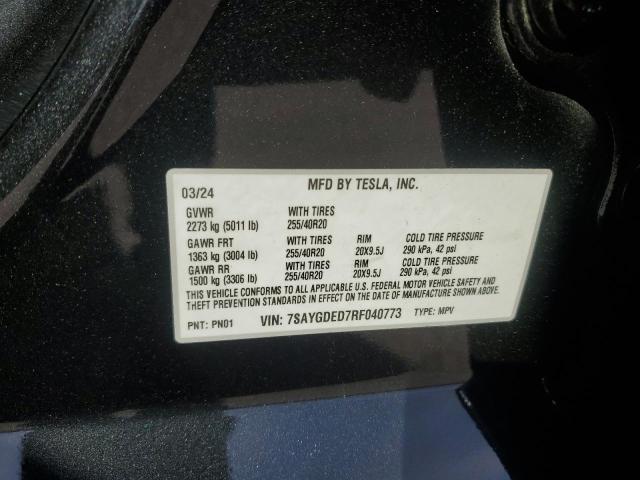 03/24 MFD BY TESLA, INC.
GVWR WITH TIRES
2273 kg (5011 lb) 255/40R20
GAWR FRT WITH TIRES RIM COLD TIRE PRESSURE
1363 kg (3004 lb) 255/40R20 20X9.5J 290 kPa, 42 psi
GAWR RR WITH TIRES RIM COLD TIRE PRESSURE
1500 kg (3306 lb) 255/40R20 20X9.5J 290 kPa, 42 psi
THIS VEHICLE CONFORMS TO ALL APPLICABLE U.S. FEDERAL MOTOR VEHICLE SAFETY AND
THEFT PREVENTION STANDARDS IN EFFECT ON THE DATE OF MANUFACTURE SHOWN ABOVE.
PNT: PN01 VIN: 7SAYGDED7RF040773 TYPE: MPV